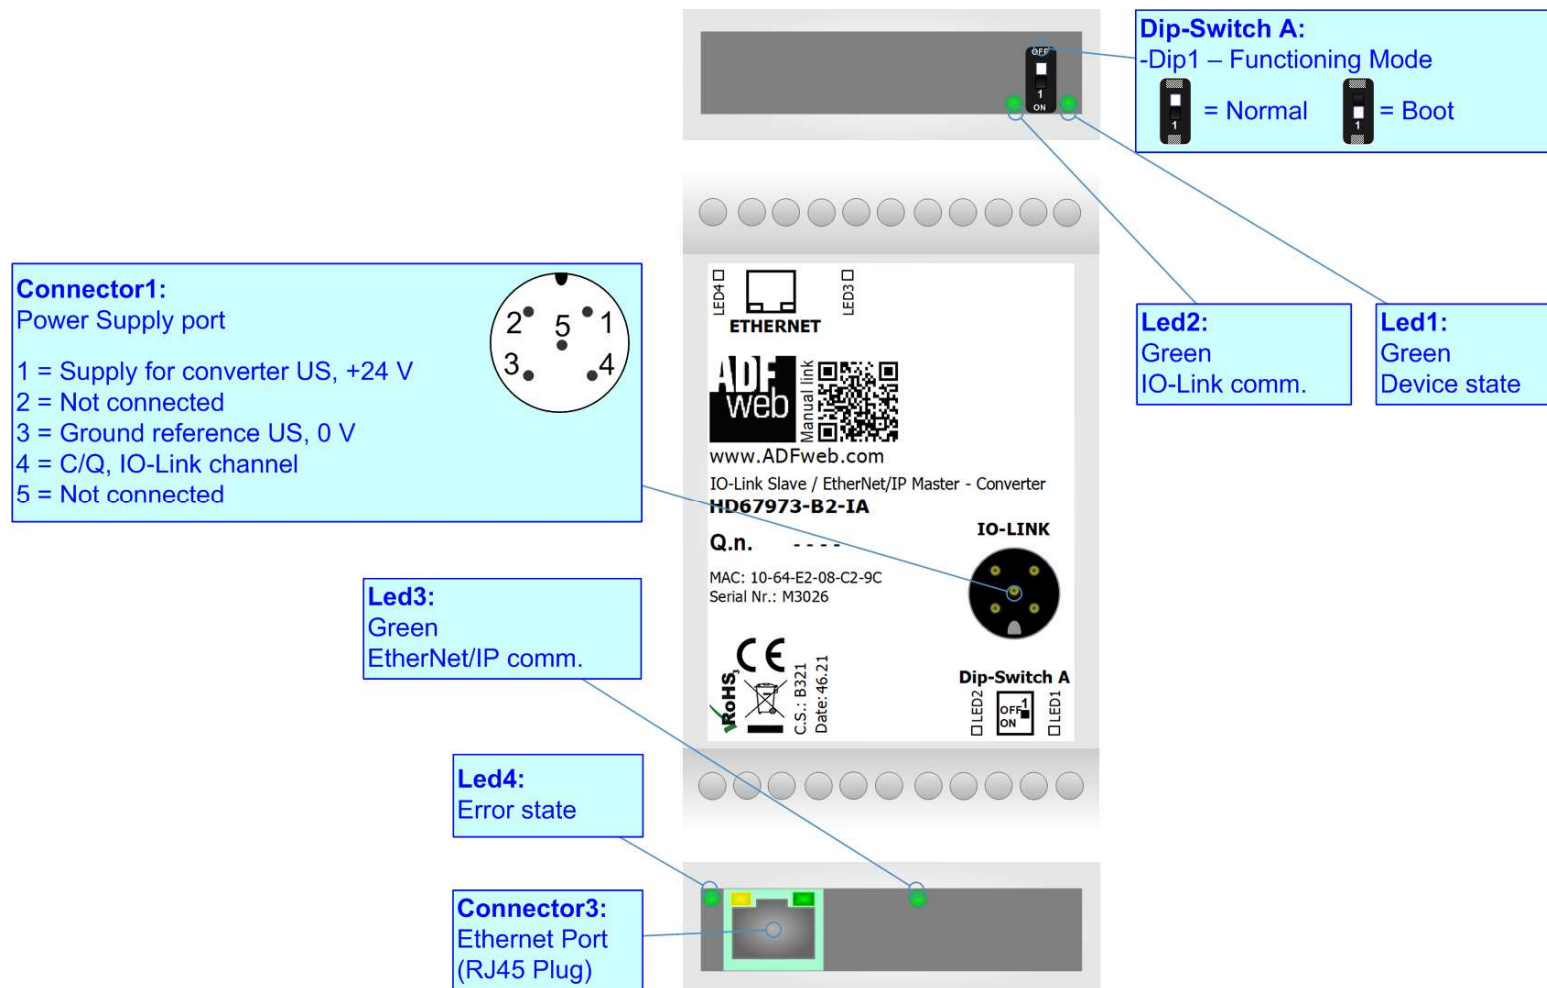 Dip-Switch A:
-Dip1 – Functioning Mode
1 = Normal
1 = Boot
OFF
1
ON
Connector1:
Power Supply port
1 = Supply for converter US, +24 V
2 = Not connected
3 = Ground reference US, 0 V
4 = C/Q, IO-Link channel
5 = Not connected
2 5 1
3 4
Led2:
Green
IO-Link comm.
Led1:
Green
Device state
LED4
ETHERNET
LED3
ADF
web
Manual link
www.ADFweb.com
IO-Link Slave / EtherNet/IP Master - Converter
HD67973-B2-IA
Q.n. - - - -
MAC: 10-64-E2-08-C2-9C
Serial Nr.: M3026
IO-LINK
RoHS3
CE
C.S.: B321
Date: 46.21
Dip-Switch A
LED2
OFF 1
ON
LED1
Led3:
Green
EtherNet/IP comm.
Led4:
Error state
Connector3:
Ethernet Port
(RJ45 Plug)